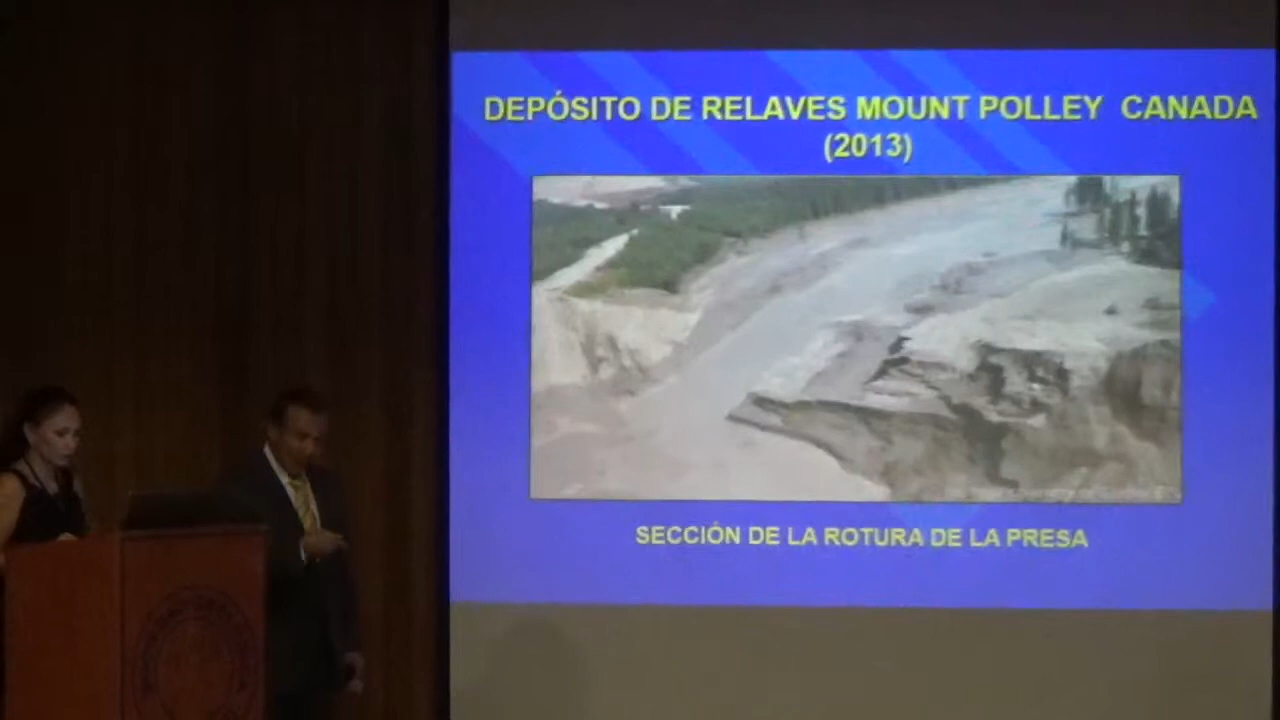 DEPÓSITO DE RELAVES MOUNT POLLEY CANADA
(2013)
SECCIÓN DE LA ROTURA DE LA PRESA